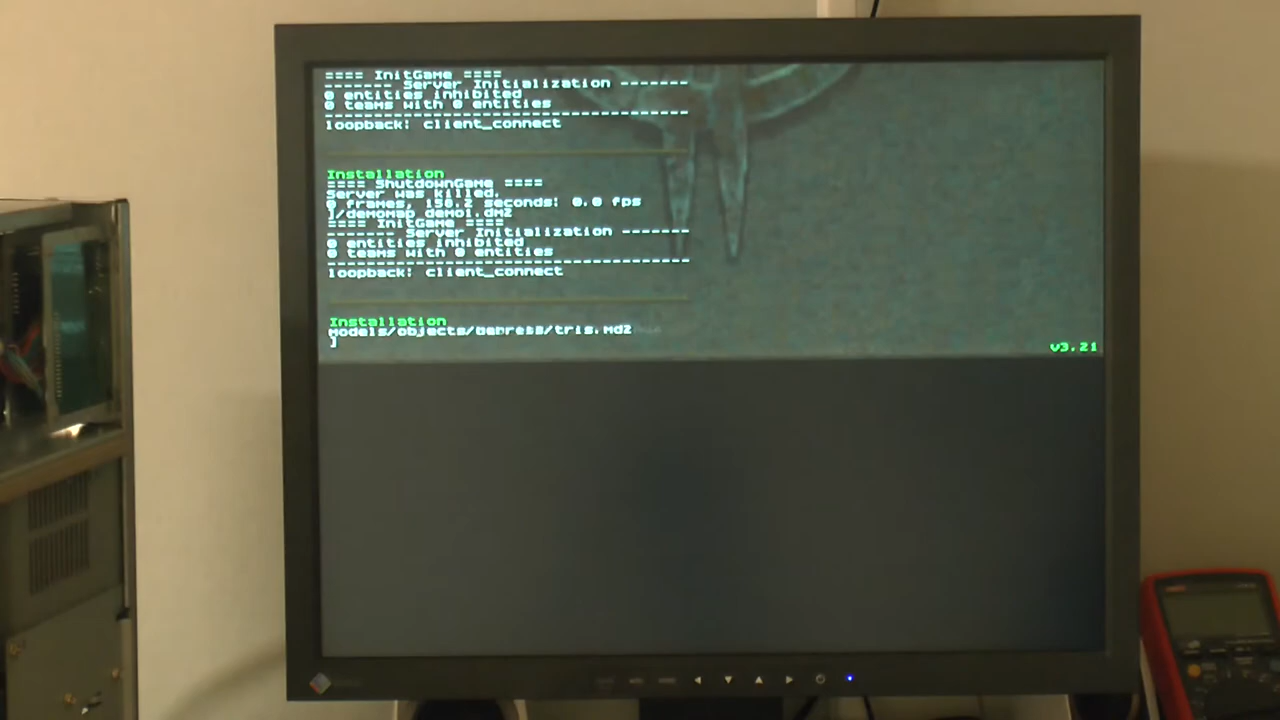 ==== InitGame ====
------- Server Initialization -------
0 entities inhibited
0 teams with 0 entities
-------------------------------------
loopback: client_connect
Installation
==== ShutdownGame ====
Server was killed.
0 frames, 156.2 seconds: 0.0 fps
]/demomap demo1.dm2
==== InitGame ====
------- Server Initialization -------
0 entities inhibited
0 teams with 0 entities
-------------------------------------
loopback: client_connect
Installation
]
v3.21